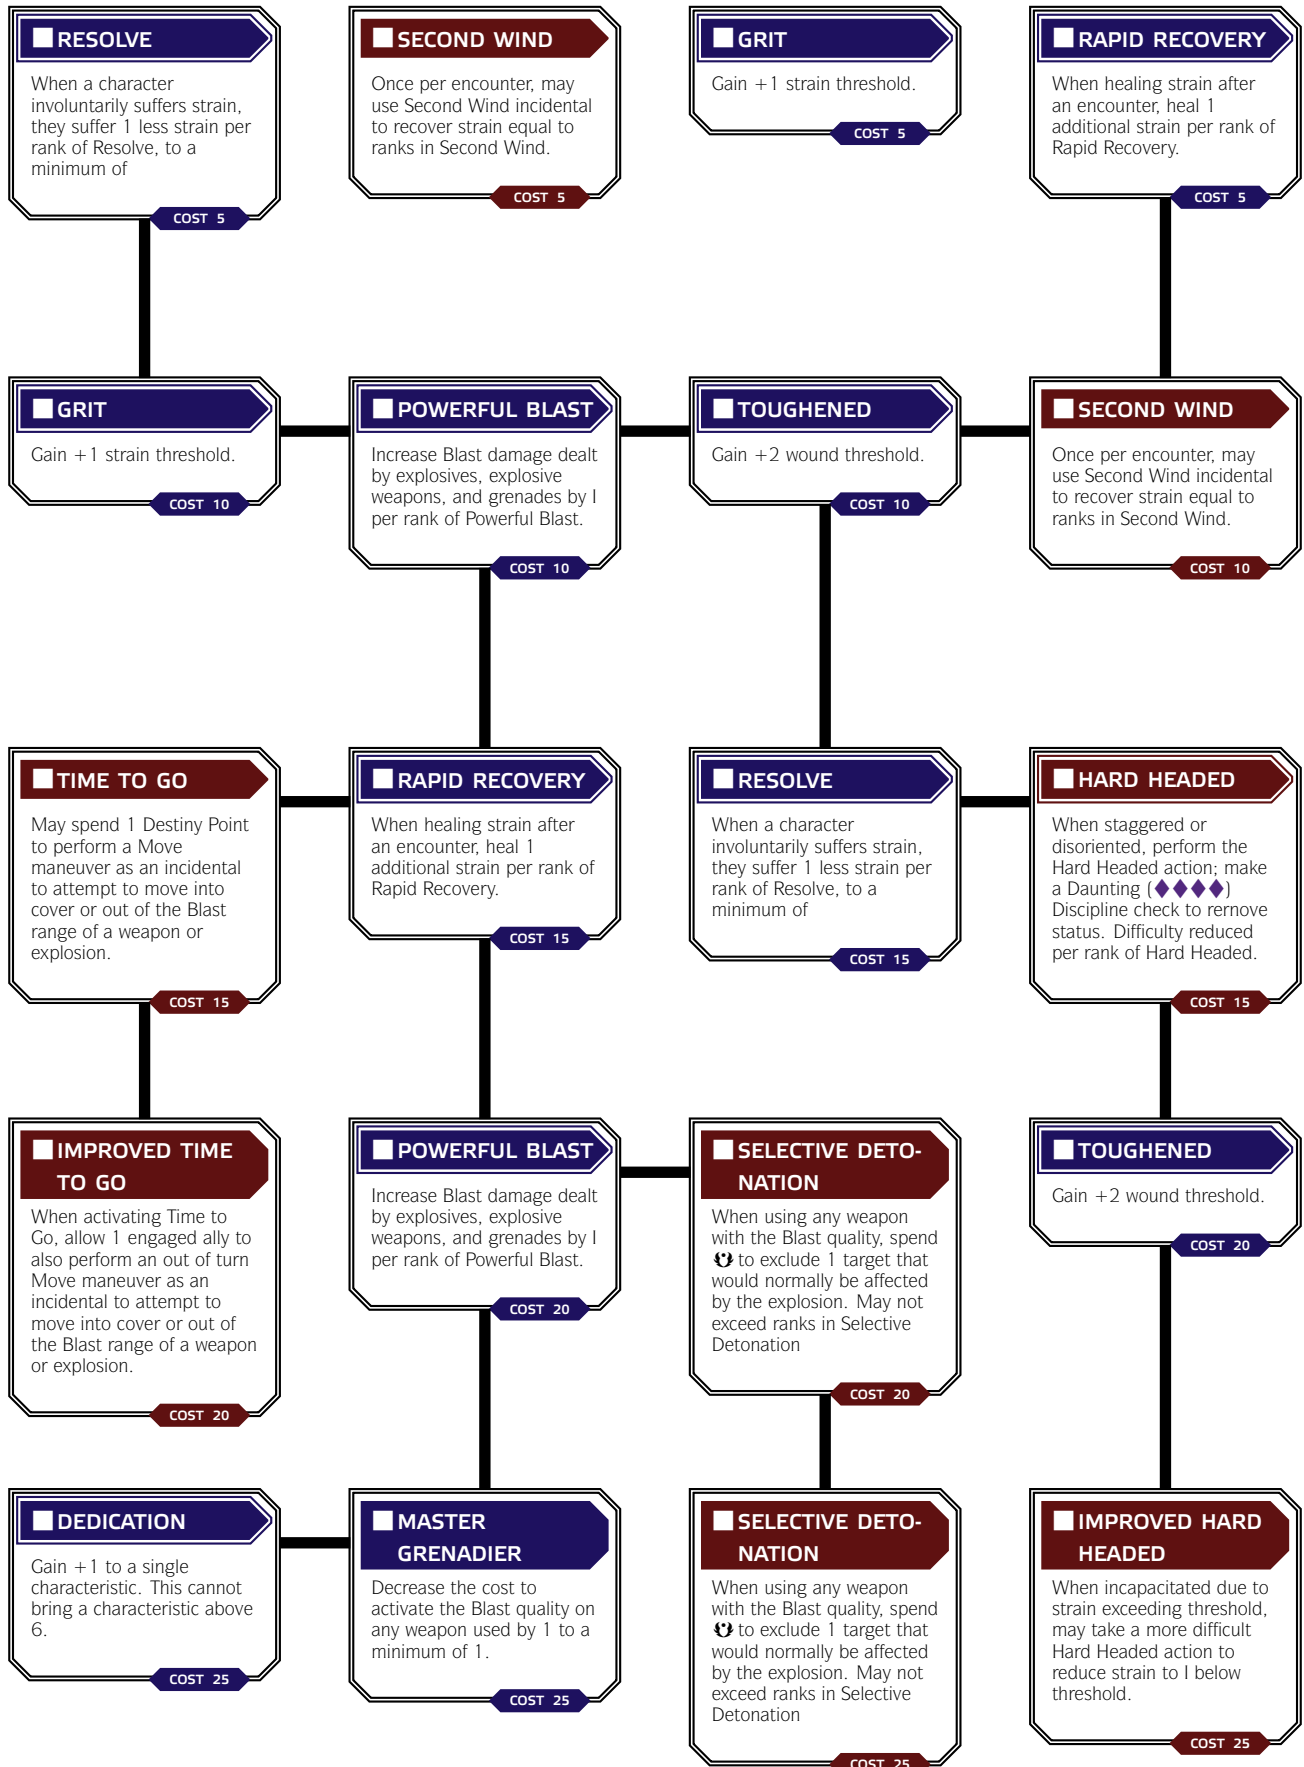 RESOLVE
When a character
involuntarily suffers strain,
they suffer 1 less strain per
rank of Resolve, to a
minimum of
COST 5
SECOND WIND
Once per encounter, may
use Second Wind incidental
to recover strain equal to
ranks in Second Wind.
COST 5
GRIT
Gain +1 strain threshold.
COST 5
RAPID RECOVERY
When healing strain after
an encounter, heal 1
additional strain per rank of
Rapid Recovery.
COST 5
GRIT
Gain +1 strain threshold.
COST 10
POWERFUL BLAST
Increase Blast damage dealt
by explosives, explosive
weapons, and grenades by I
per rank of Powerful Blast.
COST 10
TOUGHENED
Gain +2 wound threshold.
COST 10
SECOND WIND
Once per encounter, may
use Second Wind incidental
to recover strain equal to
ranks in Second Wind.
COST 10
TIME TO GO
May spend 1 Destiny Point
to perform a Move
maneuver as an incidental
to attempt to move into
cover or out of the Blast
range of a weapon or
explosion.
COST 15
RAPID RECOVERY
When healing strain after
an encounter, heal 1
additional strain per rank of
Rapid Recovery.
COST 15
RESOLVE
When a character
involuntarily suffers strain,
they suffer 1 less strain per
rank of Resolve, to a
minimum of
COST 15
HARD HEADED
When staggered or
disoriented, perform the
Hard Headed action; make
a Daunting (♦♦♦♦)
Discipline check to rernove
status. Difficulty reduced
per rank of Hard Headed.
COST 15
IMPROVED TIME
TO GO
When activating Time to
Go, allow 1 engaged ally to
also perform an out of turn
Move maneuver as an
incidental to attempt to
move into cover or out of
the Blast range of a weapon
or explosion.
COST 20
POWERFUL BLAST
Increase Blast damage dealt
by explosives, explosive
weapons, and grenades by I
per rank of Powerful Blast.
COST 20
SELECTIVE DETO-
NATION
When using any weapon
with the Blast quality, spend
to exclude 1 target that
would normally be affected
by the explosion. May not
exceed ranks in Selective
Detonation
COST 20
TOUGHENED
Gain +2 wound threshold.
COST 20
DEDICATION
Gain +1 to a single
characteristic. This cannot
bring a characteristic above
6.
COST 25
MASTER
GRENADIER
Decrease the cost to
activate the Blast quality on
any weapon used by 1 to a
minimum of 1.
COST 25
SELECTIVE DETO-
NATION
When using any weapon
with the Blast quality, spend
to exclude 1 target that
would normally be affected
by the explosion. May not
exceed ranks in Selective
Detonation
COST 25
IMPROVED HARD
HEADED
When incapacitated due to
strain exceeding threshold,
may take a more difficult
Hard Headed action to
reduce strain to I below
threshold.
COST 25